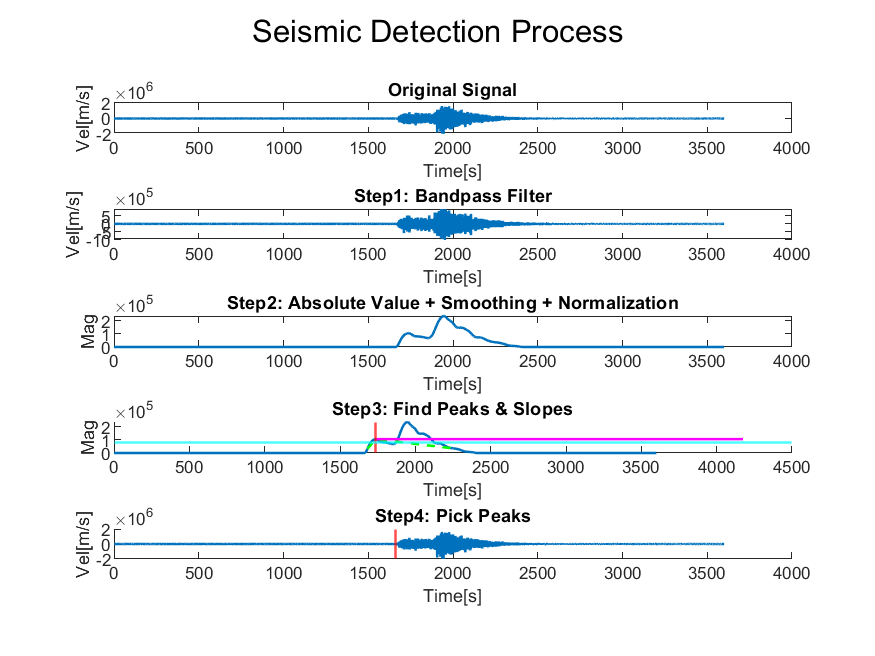 Seismic Detection Process
Original Signal
×10⁶
Vel[m/s]
2
0
-2
0 500 1000 1500 2000 2500 3000 3500 4000
Time[s]
Step1: Bandpass Filter
×10⁵
Vel[m/s]
5
0
-5
-10
0 500 1000 1500 2000 2500 3000 3500 4000
Time[s]
Step2: Absolute Value + Smoothing + Normalization
×10⁵
Mag
2
1
0
0 500 1000 1500 2000 2500 3000 3500 4000
Time[s]
Step3: Find Peaks & Slopes
×10⁵
Mag
2
1
0
0 500 1000 1500 2000 2500 3000 3500 4000 4500
Time[s]
Step4: Pick Peaks
×10⁶
Vel[m/s]
2
0
-2
0 500 1000 1500 2000 2500 3000 3500 4000
Time[s]